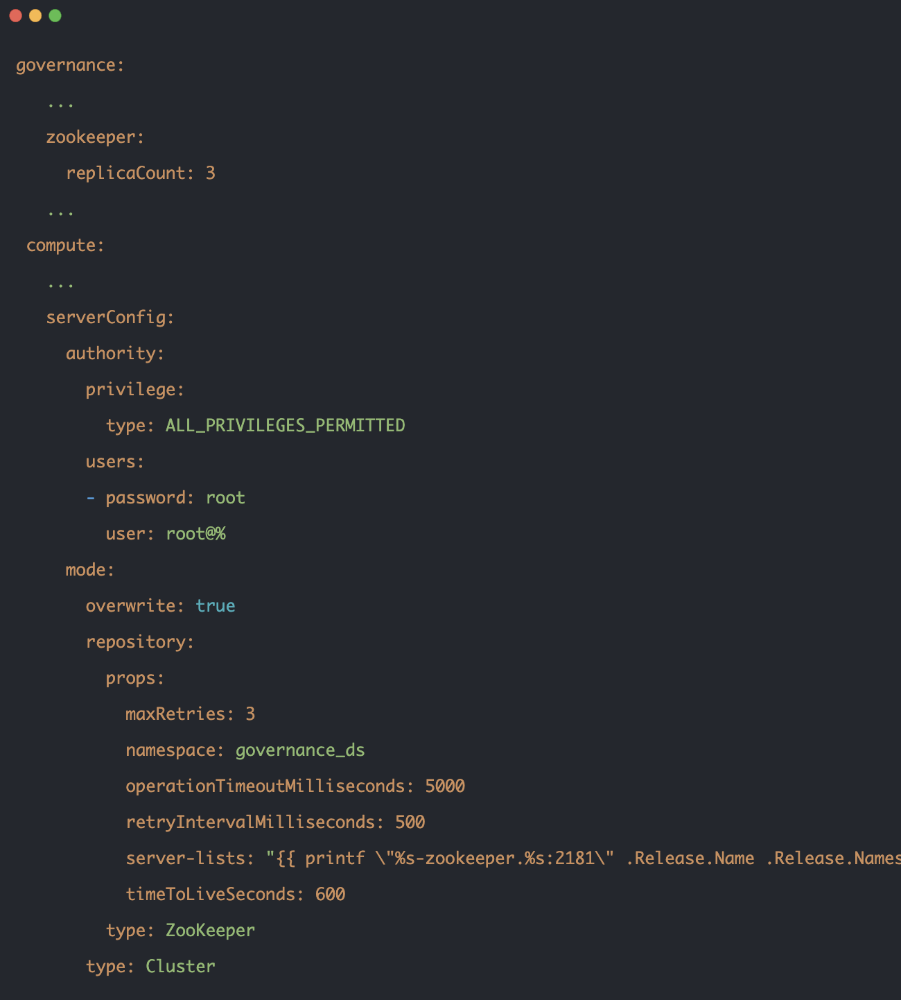 governance:
   ...
   zookeeper:
     replicaCount: 3
   ...
 compute:
   ...
   serverConfig:
     authority:
       privilege:
         type: ALL_PRIVILEGES_PERMITTED
       users:
       - password: root
         user: root@%
     mode:
       overwrite: true
       repository:
         props:
           maxRetries: 3
           namespace: governance_ds
           operationTimeoutMilliseconds: 5000
           retryIntervalMilliseconds: 500
           server-lists: "{{ printf \"%s-zookeeper.%s:2181\" .Release.Name .Release.Names
           timeToLiveSeconds: 600
         type: ZooKeeper
       type: Cluster